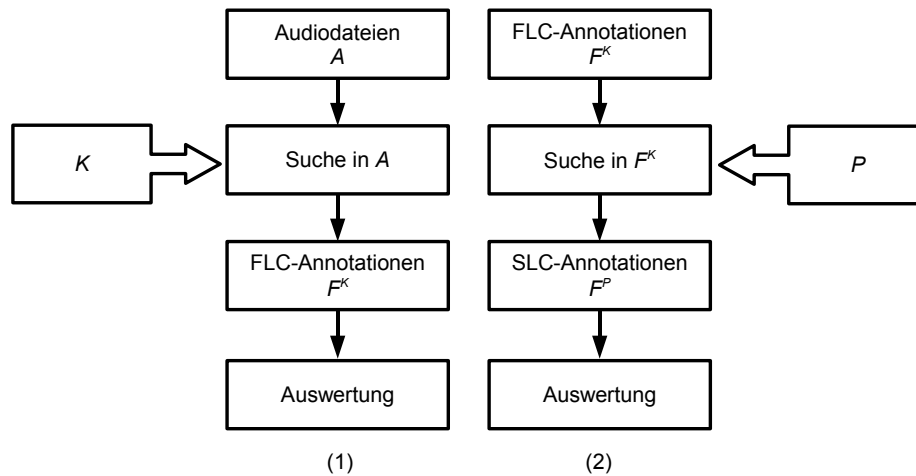 Audiodateien
A
K
Suche in A
FLC-Annotationen
F^K
Auswertung
(1)
FLC-Annotationen
F^K
Suche in F^K
P
SLC-Annotationen
F^P
Auswertung
(2)